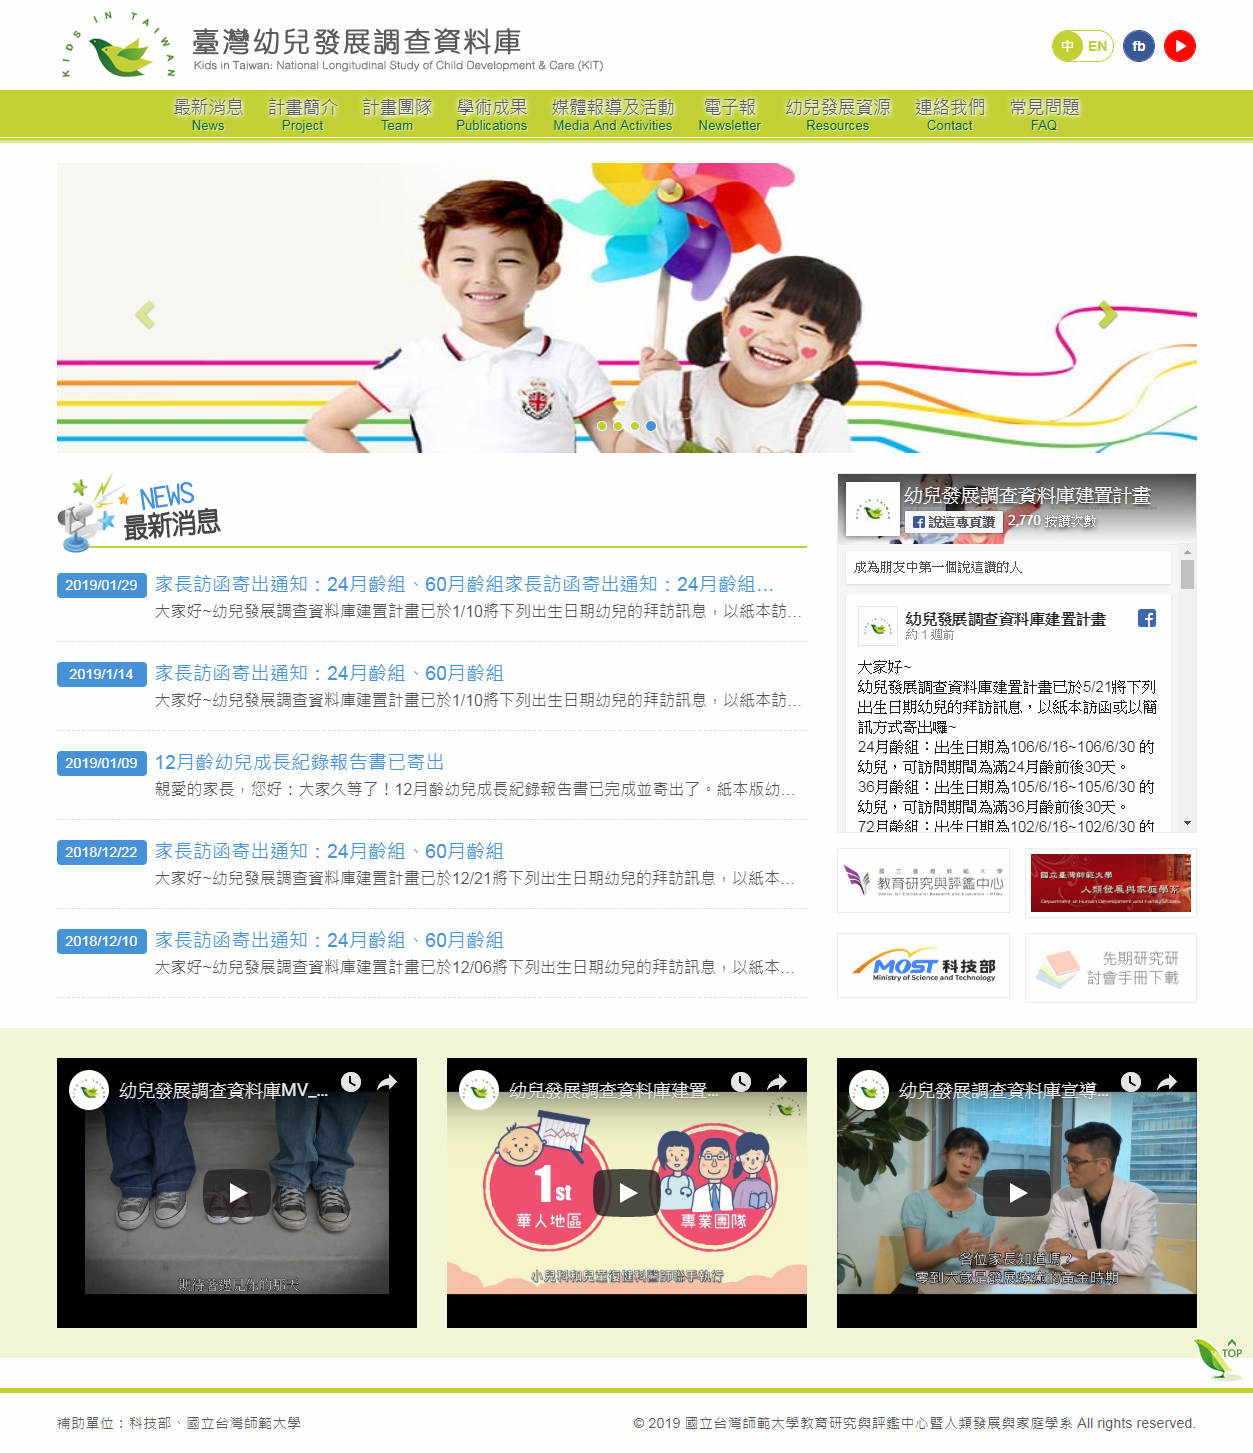 KIDS IN TAIWAN
臺灣幼兒發展調查資料庫
Kids in Taiwan: National Longitudinal Study of Child Development & Care (KIT)
中 EN fb
最新消息 計畫簡介 計畫團隊 學術成果 媒體報導及活動 電子報 幼兒發展資源 連絡我們 常見問題
News Project Team Publications Media And Activities Newsletter Resources Contact FAQ
NEWS
最新消息
2019/01/29 家長訪函寄出通知：24月齡組、60月齡組家長訪函寄出通知：24月齡組...
大家好~幼兒發展調查資料庫建置計畫已於1/10將下列出生日期幼兒的拜訪訊息，以紙本訪...
2019/1/14 家長訪函寄出通知：24月齡組、60月齡組
大家好~幼兒發展調查資料庫建置計畫已於1/10將下列出生日期幼兒的拜訪訊息，以紙本訪...
2019/01/09 12月齡幼兒成長紀錄報告書已寄出
親愛的家長，您好：大家久等了！12月齡幼兒成長紀錄報告書已完成並寄出了。紙本版幼...
2018/12/22 家長訪函寄出通知：24月齡組、60月齡組
大家好~幼兒發展調查資料庫建置計畫已於12/21將下列出生日期幼兒的拜訪訊息，以紙本...
2018/12/10 家長訪函寄出通知：24月齡組、60月齡組
大家好~幼兒發展調查資料庫建置計畫已於12/06將下列出生日期幼兒的拜訪訊息，以紙本...
幼兒發展調查資料庫建置計畫
說這專頁讚 2,770 按讚次數
成為朋友中第一個說這讚的人
幼兒發展調查資料庫建置計畫
約 1 週前
大家好~
幼兒發展調查資料庫建置計畫已於5/21將下列
出生日期幼兒的拜訪訊息，以紙本訪函或以簡
訊方式寄出囉~
24月齡組：出生日期為106/6/16~106/6/30 的
幼兒，可訪問期間為滿24月齡前後30天。
36月齡組：出生日期為105/6/16~105/6/30 的
幼兒，可訪問期間為滿36月齡前後30天。
72月齡組：出生日期為102/6/16~102/6/30 的
國立臺灣師範大學
教育研究與評鑑中心
Center for Educational Research and Evaluation - NTNU
國立臺灣師範大學
人類發展與家庭學系
Department of Human Development and Family Studies
MOST 科技部
Ministry of Science and Technology
先期研究研
討會手冊下載
幼兒發展調查資料庫MV_...
期待著遇見你的那天
幼兒發展調查資料庫建置...
1st
華人地區
專業團隊
小兒科和兒童復健科醫師聯手執行
幼兒發展調查資料庫宣導...
各位家長知道嗎？
零到六歲是發展療癒的黃金時期
TOP
補助單位：科技部、國立台灣師範大學
© 2019 國立台灣師範大學教育研究與評鑑中心暨人類發展與家庭學系 All rights reserved.